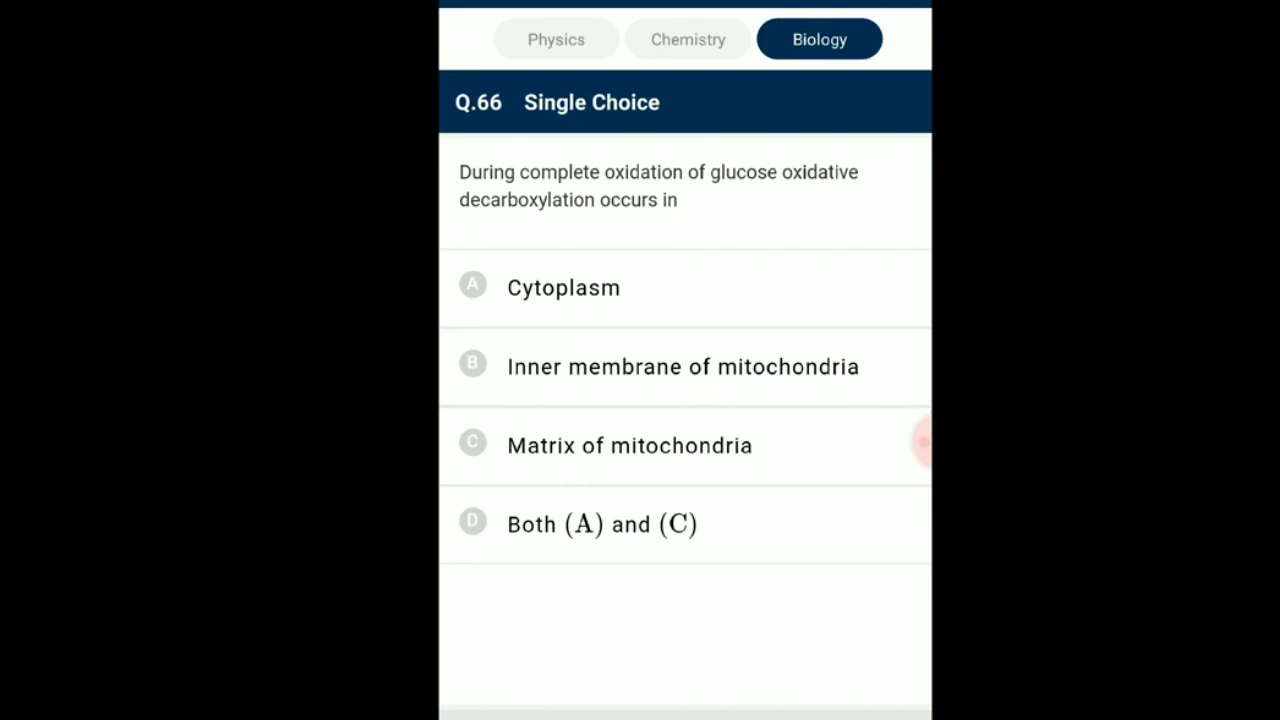 Physics Chemistry Biology
Q.66 Single Choice
During complete oxidation of glucose oxidative
decarboxylation occurs in
A Cytoplasm
B Inner membrane of mitochondria
C Matrix of mitochondria
D Both (A) and (C)